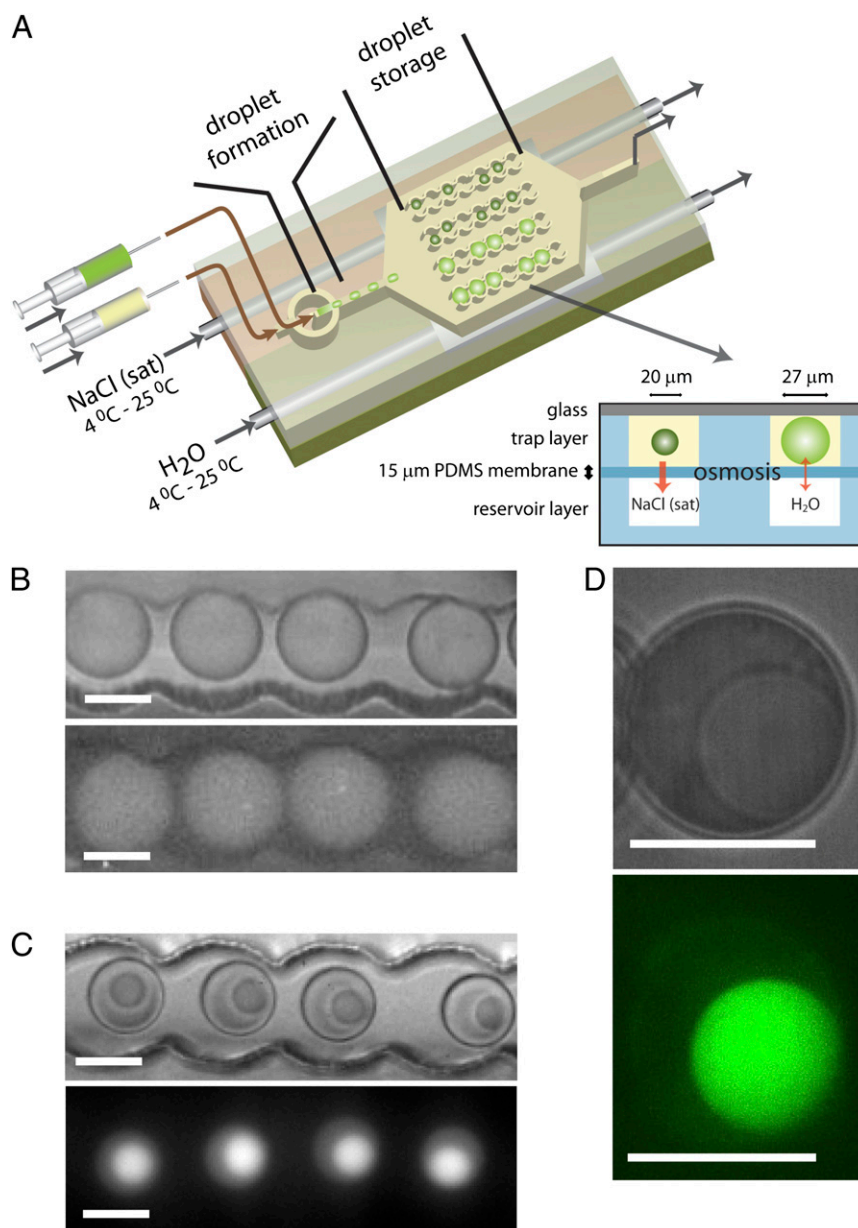 A
droplet
storage
droplet
formation
NaCl (sat)
4 ⁰C - 25 ⁰C
H₂O
4 ⁰C - 25 ⁰C
20 µm
27 µm
glass
trap layer
15 µm PDMS membrane
osmosis
NaCl (sat)
H₂O
reservoir layer
B
D
C